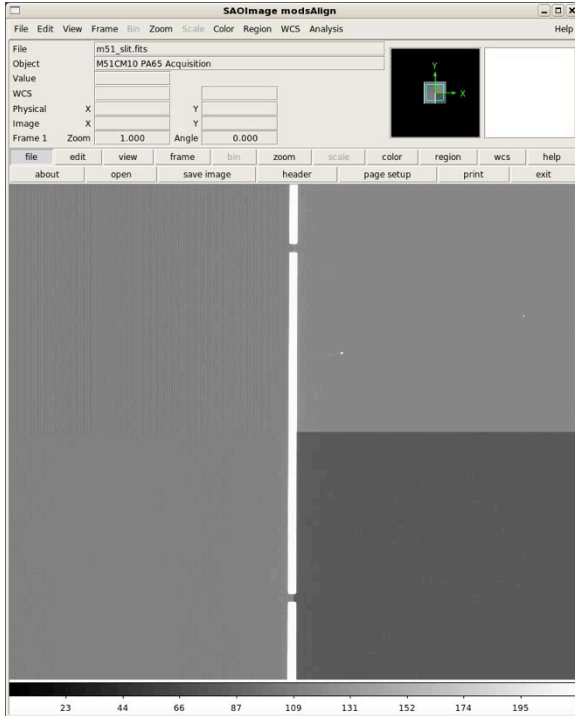 SAOImage modsAlign
File Edit View Frame Bin Zoom Scale Color Region WCS Analysis Help
File m51_slit.fits
Object M51CM10 PA65 Acquisition
Value
WCS
Physical X Y
Image X Y
Frame 1 Zoom 1.000 Angle 0.000
Y
X
file edit view frame bin zoom scale color region wcs help
about open save image header page setup print exit
23 44 66 87 109 131 152 174 195